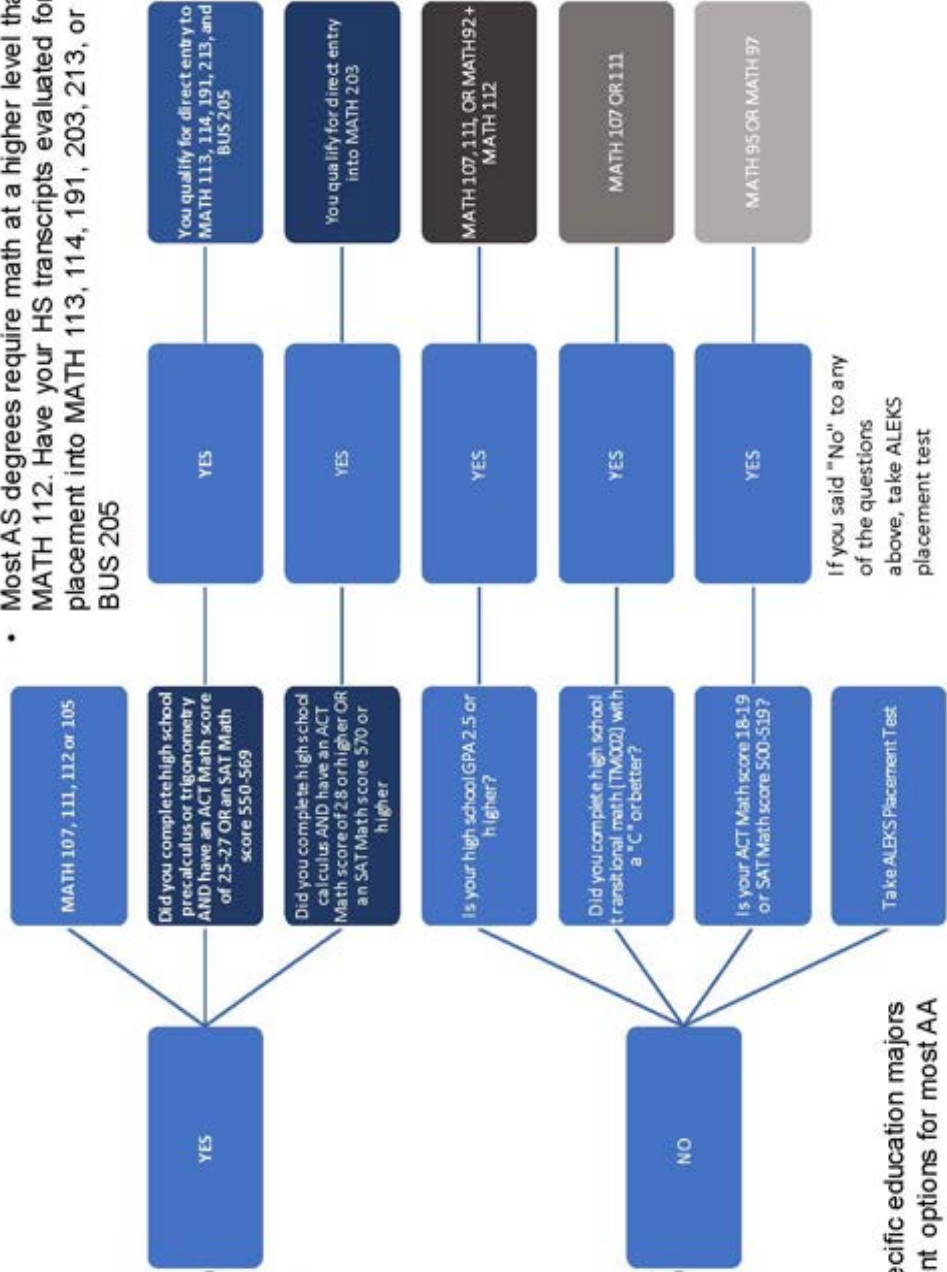 • Most AS degrees require math at a higher level tha
MATH 112. Have your HS transcripts evaluated for
placement into MATH 113, 114, 191, 203, 213, or
BUS 205
YES
MATH 107, 111, 112 or 105
Did you complete high school
precalculus or trigonometry
AND have an ACT Math score
of 25-27 OR an SAT Math
score 550-569
YES
You qualify for direct entry to
MATH 113, 114, 191, 213, and
BUS 205
Did you complete high school
calculus AND have an ACT
Math score of 28 or higher OR
an SAT Math score 570 or
higher
YES
You qualify for direct entry
into MATH 203
NO
Is your high school GPA 2.5 or
higher?
YES
MATH 107, 111, OR MATH 92+
MATH 112
Did you complete high school
transitional math (TM002) with
a "C" or better?
YES
MATH 107 OR 111
Is your ACT Math score 18-19
or SAT Math score 500-519?
YES
MATH 95 OR MATH 97
Take ALEKS Placement Test
If you said "No" to any
of the questions
above, take ALEKS
placement test
ecific education majors
nt options for most AA